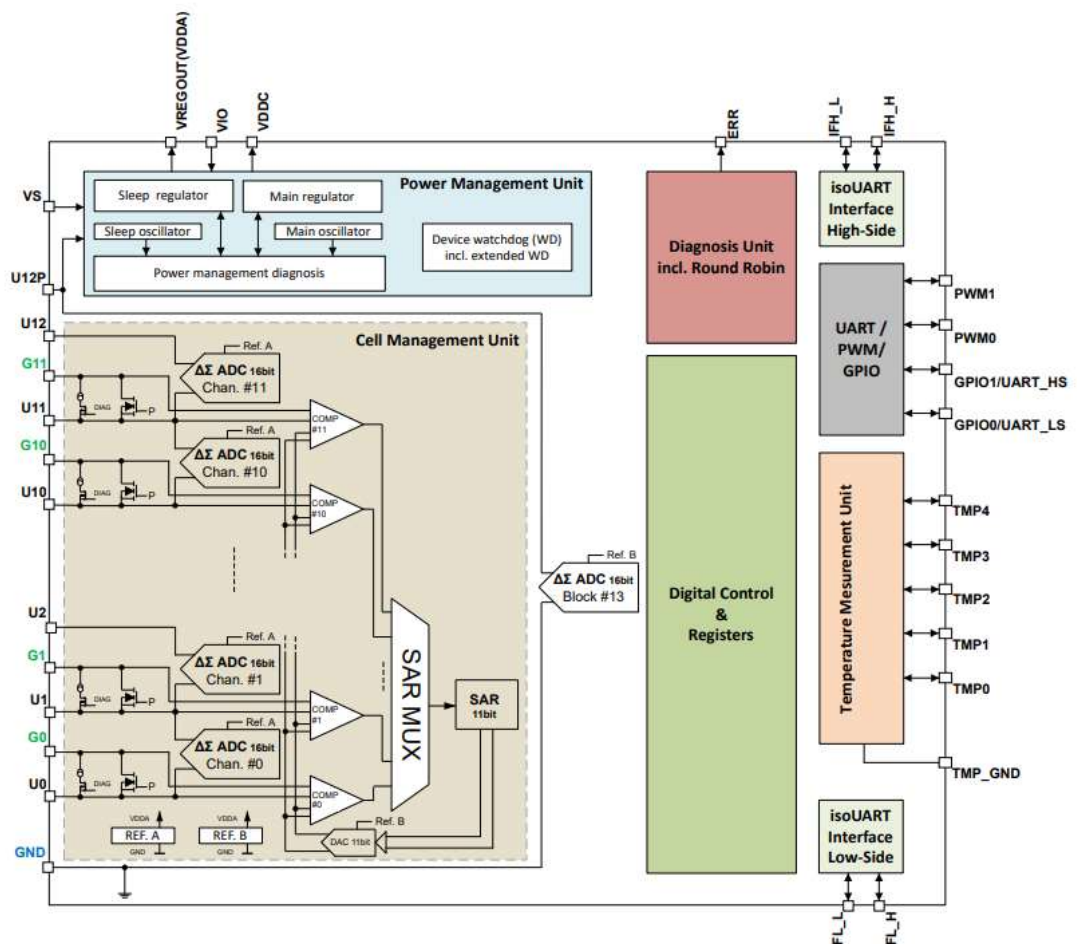 VREGOUT(VDDA)
VIO
VDDC
ERR
IFH_L
IFH_H
VS
Sleep regulator
Main regulator
Power Management Unit
Sleep oscillator
Main oscillator
Device watchdog (WD)
incl. extended WD
Power management diagnosis
U12P
Diagnosis Unit
incl. Round Robin
isoUART
Interface
High-Side
UART /
PWM/
GPIO
PWM1
PWM0
GPIO1/UART_HS
GPIO0/UART_LS
U12
G11
U11
G10
U10
U2
G1
U1
G0
U0
GND
Cell Management Unit
Ref. A
ΔΣ ADC 16bit
Chan. #11
DIAG
P
COMP
#11
Ref. A
ΔΣ ADC 16bit
Chan. #10
DIAG
P
COMP
#10
Ref. B
ΔΣ ADC 16bit
Block #13
Ref. A
ΔΣ ADC 16bit
Chan. #1
DIAG
P
COMP
#1
Ref. A
ΔΣ ADC 16bit
Chan. #0
DIAG
P
COMP
#0
SAR MUX
SAR
11bit
VDDA
REF. A
GND
VDDA
REF. B
GND
Ref. B
DAC 11bit
Digital Control
&
Registers
Temperature Mesurement Unit
TMP4
TMP3
TMP2
TMP1
TMP0
TMP_GND
isoUART
Interface
Low-Side
FL_L
FL_H